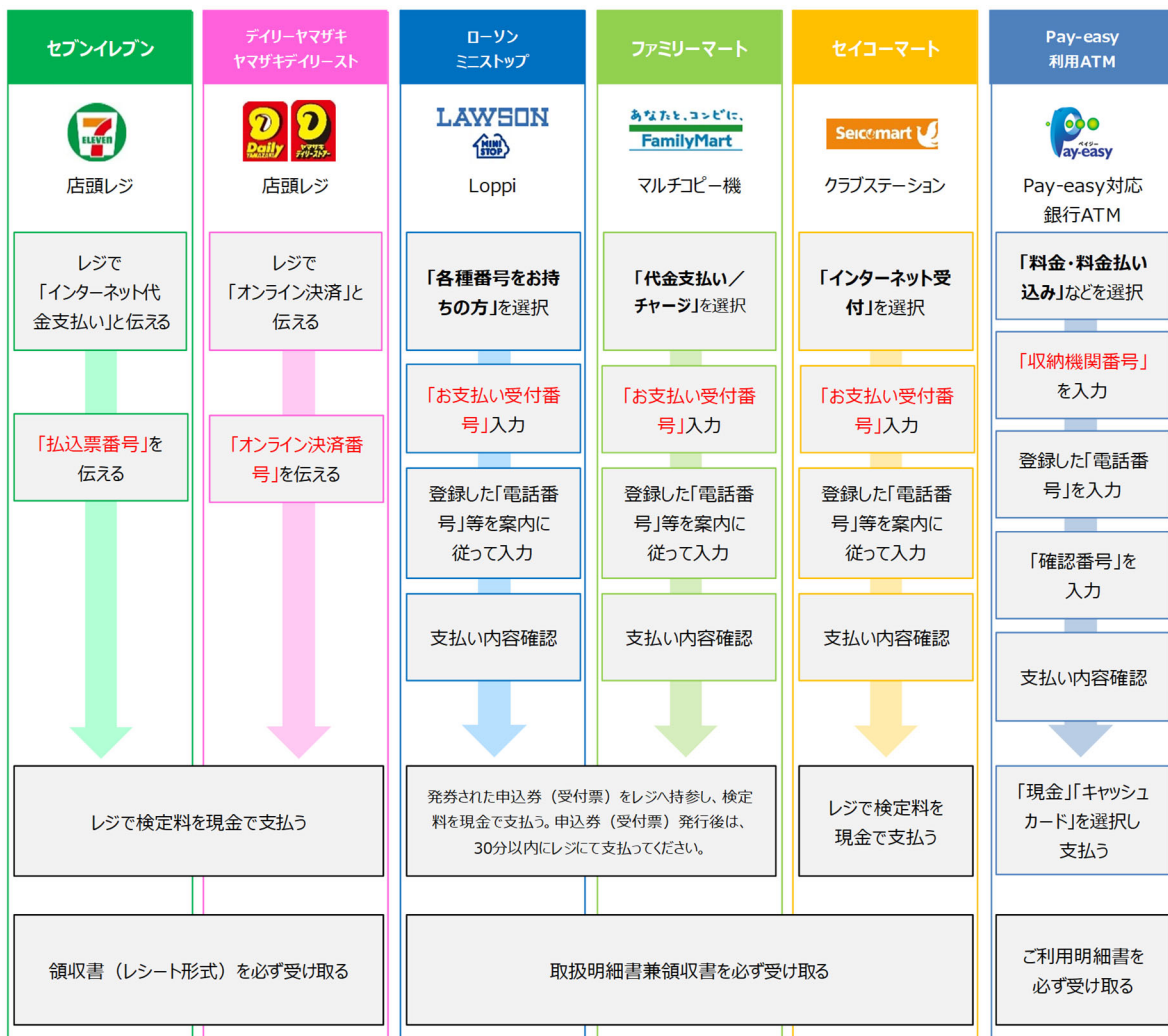 セブンイレブン
デイリーヤマザキ
ヤマザキデイリースト
ローソン
ミニストップ
ファミリーマート
セイコーマート
Pay-easy
利用ATM
7
ELEVEN
Daily
YAMAZAKI
ヤマザキ
デイリーストアー
LAWSON
MINI
STOP
あなたと、コンビに、
FamilyMart
Seicomart
ペイジー
Pay-easy
店頭レジ
店頭レジ
Loppi
マルチコピー機
クラブステーション
Pay-easy対応
銀行ATM
レジで
「インターネット代
金支払い」と伝える
「払込票番号」を
伝える
レジで
「オンライン決済」と
伝える
「オンライン決済番
号」を伝える
「各種番号をお持
ちの方」を選択
「お支払い受付番
号」入力
登録した「電話番
号」等を案内に
従って入力
支払い内容確認
「代金支払い／
チャージ」を選択
「お支払い受付番
号」入力
登録した「電話番
号」等を案内に
従って入力
支払い内容確認
「インターネット受
付」を選択
「お支払い受付番
号」入力
登録した「電話番
号」等を案内に
従って入力
支払い内容確認
「料金・料金払い
込み」などを選択
「収納機関番号」
を入力
登録した「電話番
号」を入力
「確認番号」を
入力
支払い内容確認
レジで検定料を現金で支払う
発券された申込券（受付票）をレジへ持参し、検定
料を現金で支払う。申込券（受付票）発行後は、
30分以内にレジにて支払ってください。
レジで検定料を
現金で支払う
「現金」「キャッシュ
カード」を選択し
支払う
領収書（レシート形式）を必ず受け取る
取扱明細書兼領収書を必ず受け取る
ご利用明細書を
必ず受け取る